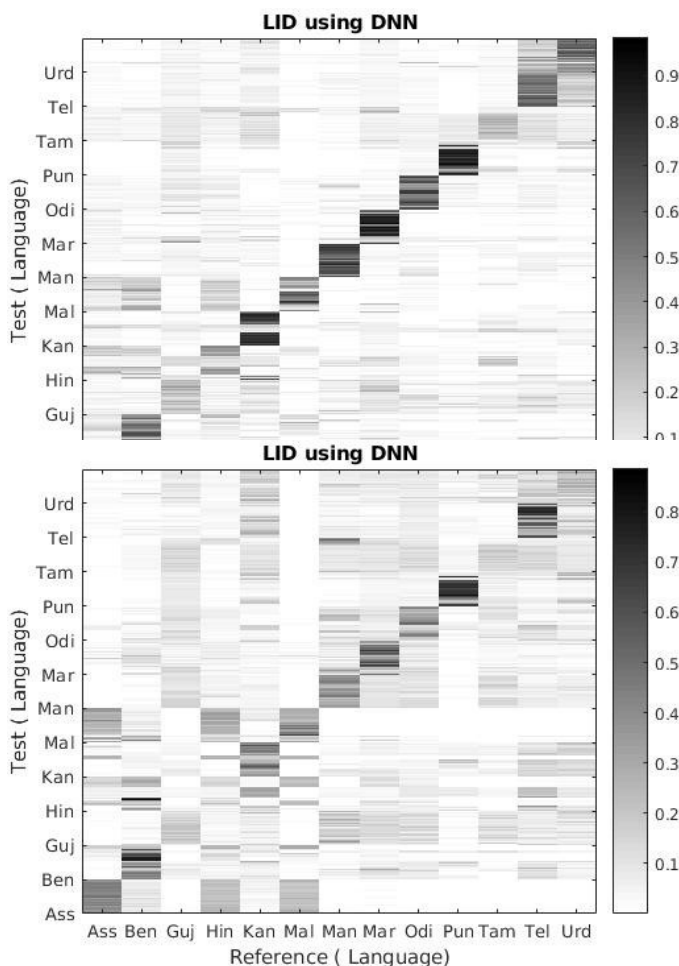 LID using DNN
Urd
Tel
Tam
Pun
Odi
Mar
Man
Mal
Kan
Hin
Guj
Test ( Language)
0.9
0.8
0.7
0.6
0.5
0.4
0.3
0.2
0.1
LID using DNN
Urd
Tel
Tam
Pun
Odi
Mar
Man
Mal
Kan
Hin
Guj
Ben
Ass
Test ( Language)
0.8
0.7
0.6
0.5
0.4
0.3
0.2
0.1
Ass Ben Guj Hin Kan Mal Man Mar Odi Pun Tam Tel Urd
Reference ( Language)